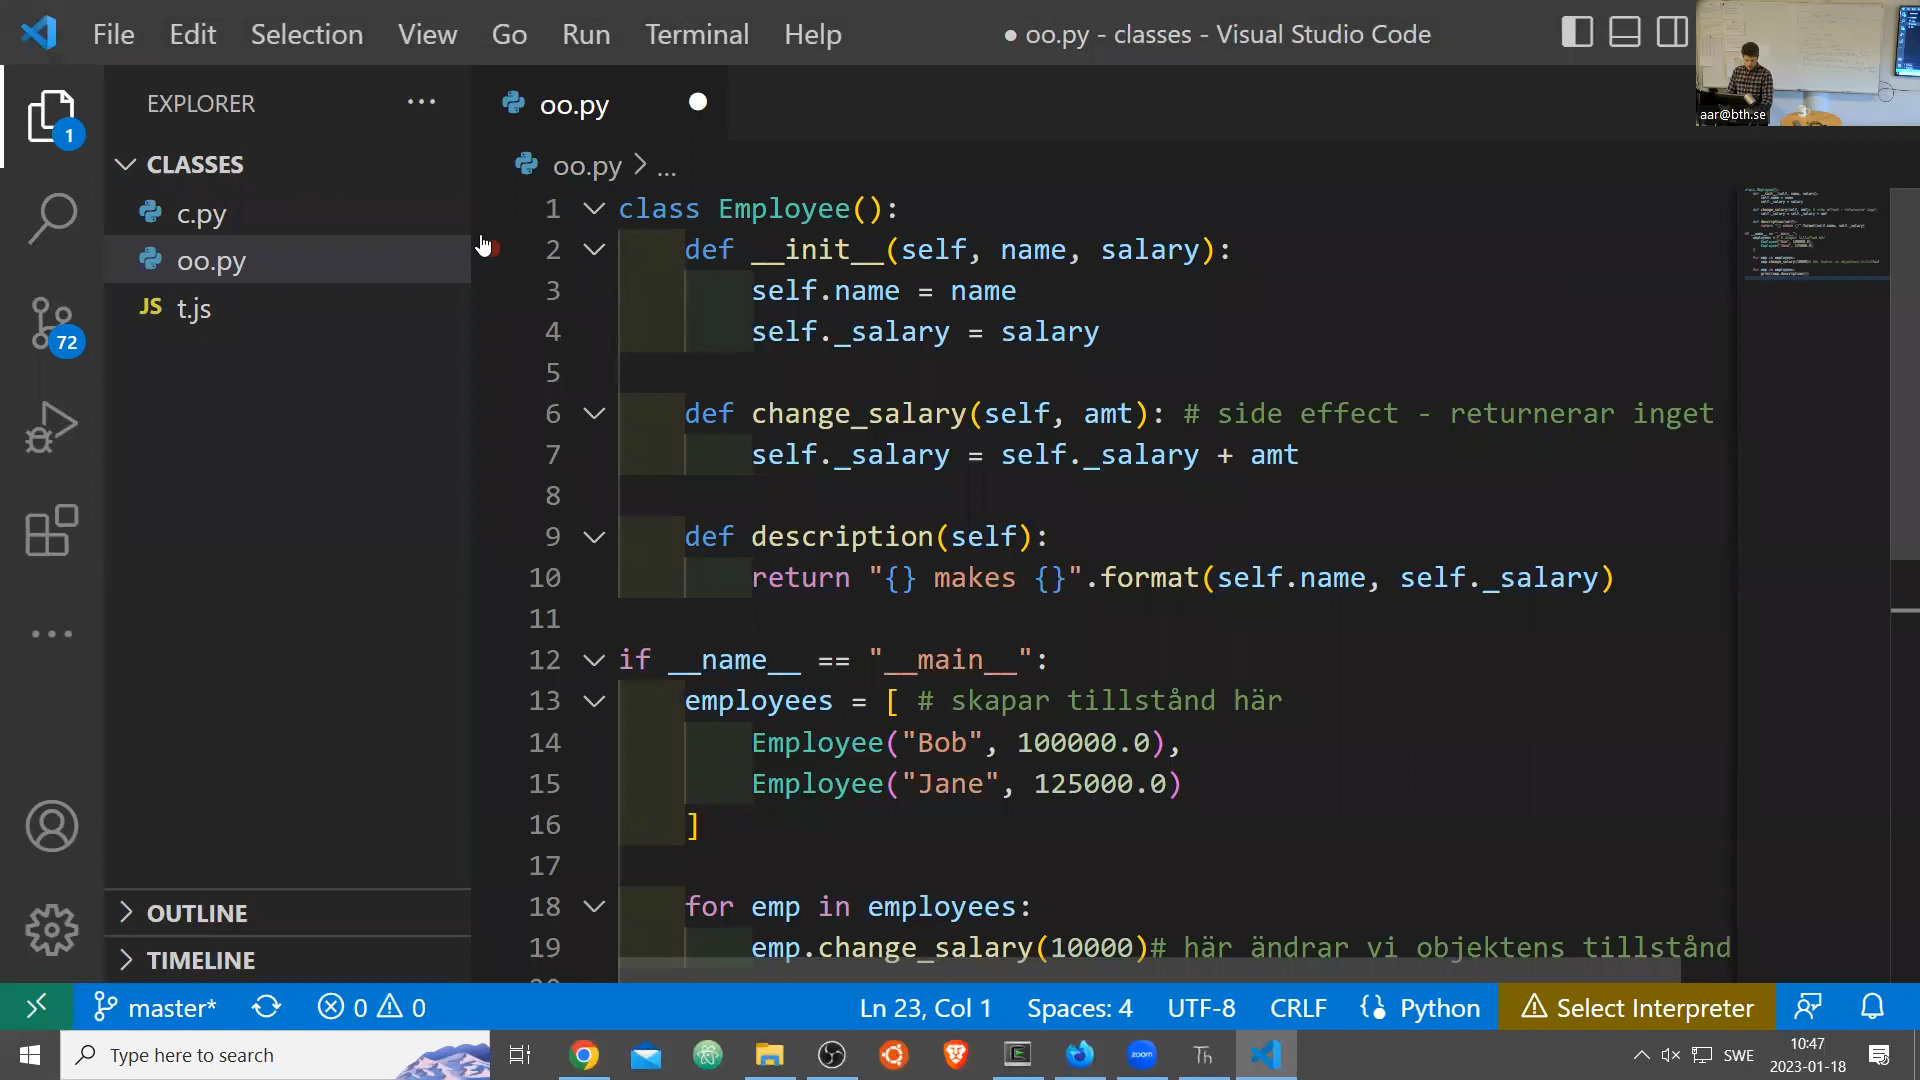 File Edit Selection View Go Run Terminal Help
● oo.py - classes - Visual Studio Code
aar@bth.se
EXPLORER
CLASSES
c.py
oo.py
JS t.js
OUTLINE
TIMELINE
1
72
oo.py
oo.py > ...
1 class Employee():
2 def __init__(self, name, salary):
3 self.name = name
4 self._salary = salary
5
6 def change_salary(self, amt): # side effect - returnerar inget
7 self._salary = self._salary + amt
8
9 def description(self):
10 return "{} makes {}".format(self.name, self._salary)
11
12 if __name__ == "__main__":
13 employees = [ # skapar tillstånd här
14 Employee("Bob", 100000.0),
15 Employee("Jane", 125000.0)
16 ]
17
18 for emp in employees:
19 emp.change_salary(10000)# här ändrar vi objektens tillstånd
master* 0 0 Ln 23, Col 1 Spaces: 4 UTF-8 CRLF Python Select Interpreter
Type here to search
zoom
Th
SWE
10:47
2023-01-18